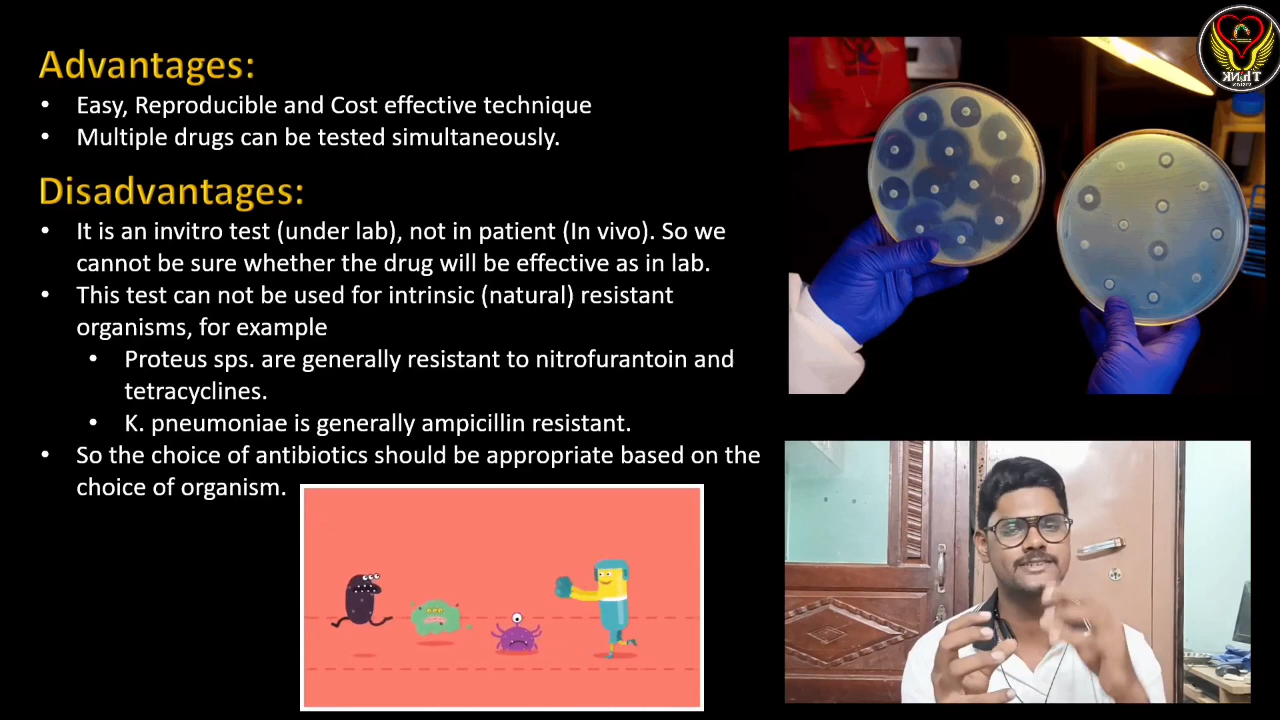 Advantages:
• Easy, Reproducible and Cost effective technique
• Multiple drugs can be tested simultaneously.
Disadvantages:
• It is an invitro test (under lab), not in patient (In vivo). So we
cannot be sure whether the drug will be effective as in lab.
• This test can not be used for intrinsic (natural) resistant
organisms, for example
• Proteus sps. are generally resistant to nitrofurantoin and
tetracyclines.
• K. pneumoniae is generally ampicillin resistant.
• So the choice of antibiotics should be appropriate based on the
choice of organism.
ThiNK